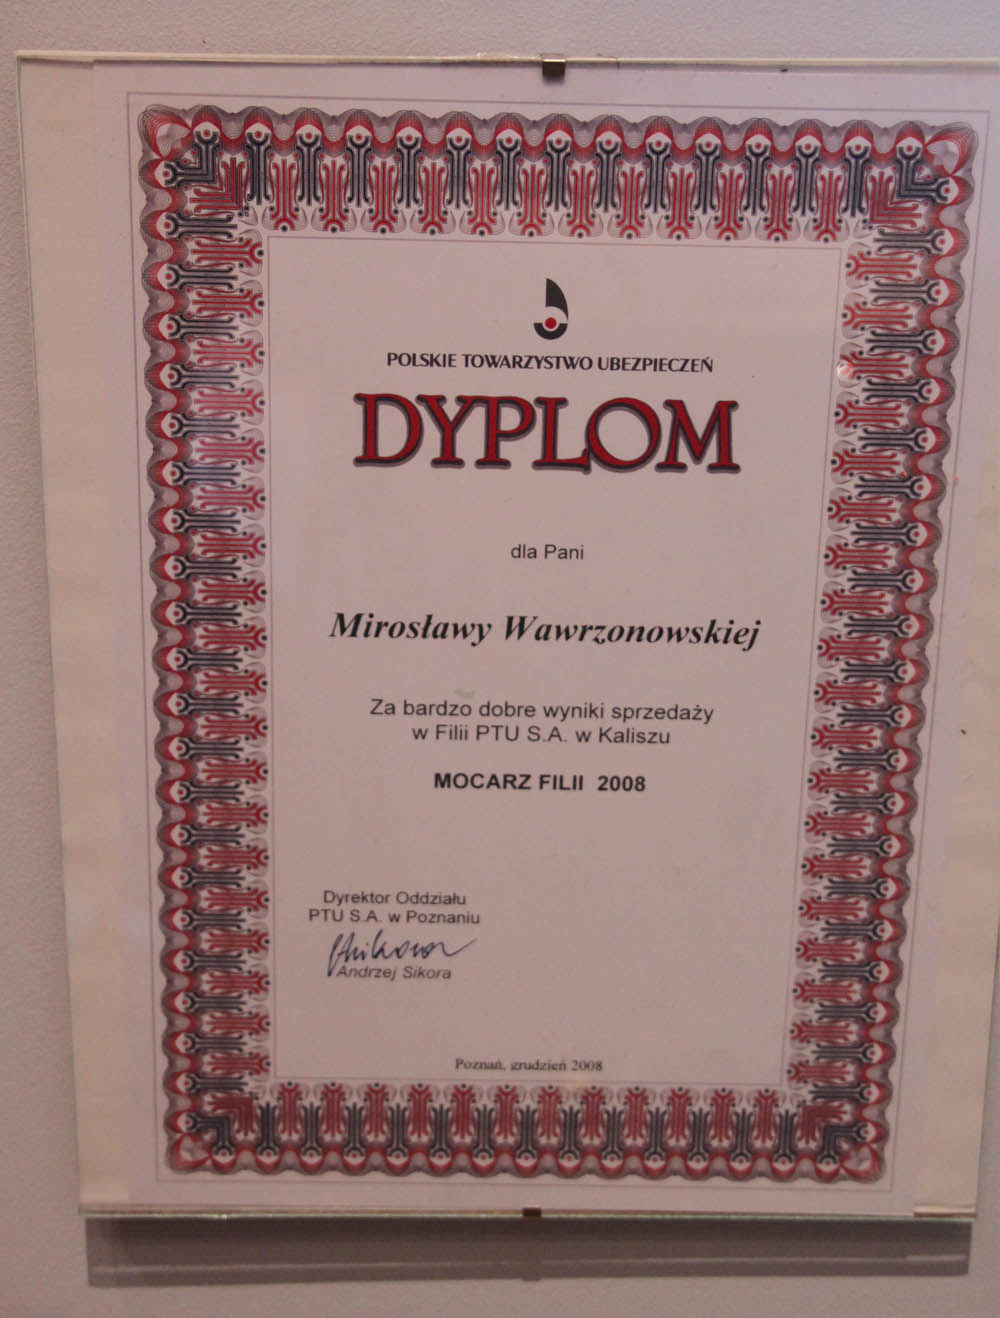 POLSKIE TOWARZYSTWO UBEZPIECZEŃ
DYPLOM
dla Pani
Mirosławy Wawrzonowskiej
Za bardzo dobre wyniki sprzedaży
w Filii PTU S.A. w Kaliszu
MOCARZ FILII 2008
Dyrektor Oddziału
PTU S.A. w Poznaniu
Andrzej Sikora
Poznań, grudzień 2008